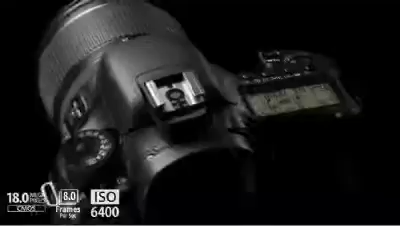 18.0 MEGA PIXELS
CMOS
8.0
Frames
Per Sec
ISO
6400